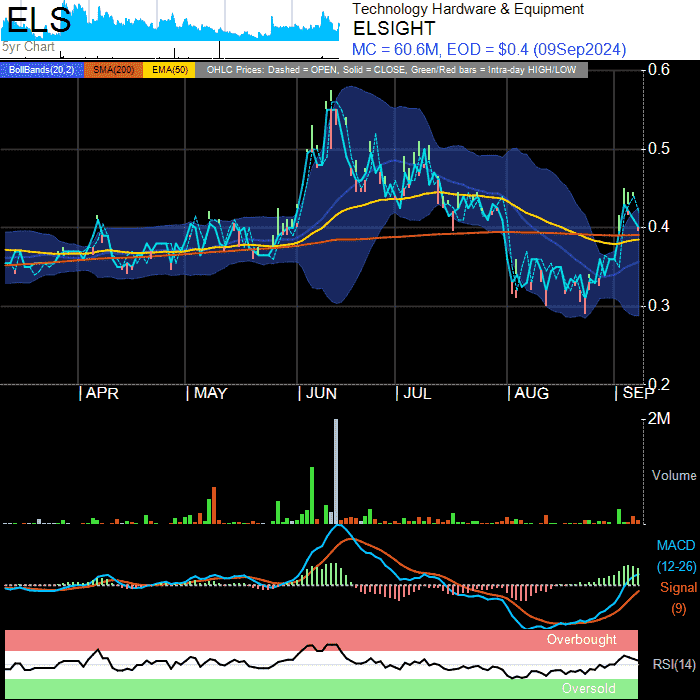 ELS
5yr Chart
Technology Hardware & Equipment
ELSIGHT
MC = 60.6M, EOD = $0.4 (09Sep2024)
BollBands(20,2) SMA(200) EMA(50) OHLC Prices: Dashed = OPEN, Solid = CLOSE, Green/Red bars = Intra-day HIGH/LOW
0.6
0.5
0.4
0.3
0.2
| APR | MAY | JUN | JUL | AUG | SEP
2M
Volume
MACD
(12-26)
Signal
(9)
Overbought
RSI(14)
Oversold